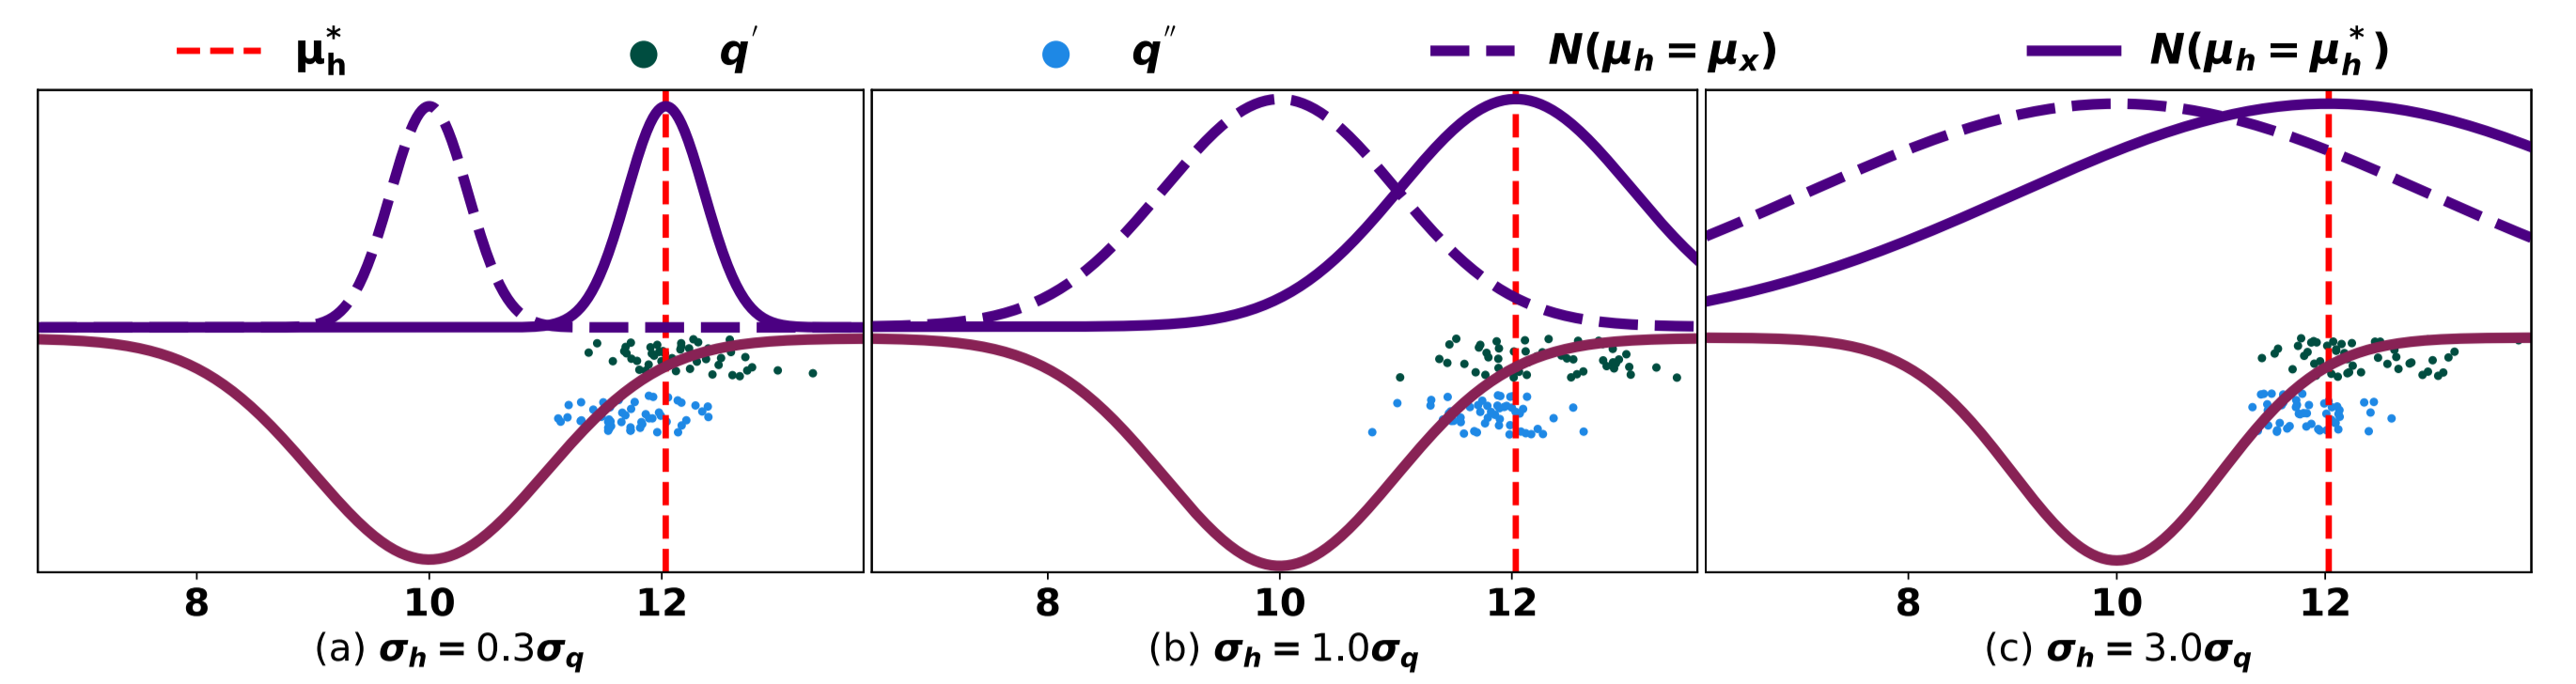 μ*h q′ q″ N(μh = μx) N(μh = μ*h)
8 10 12 8 10 12 8 10 12
(a) σh = 0.3σq (b) σh = 1.0σq (c) σh = 3.0σq